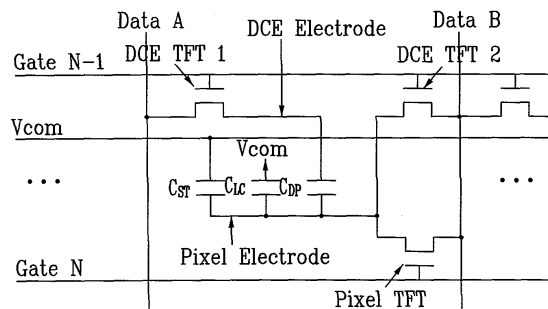 Data A
Data B
DCE Electrode
DCE TFT 1
DCE TFT 2
Gate N-1
Vcom
Vcom
...
...
CST
CLC
CDP
Pixel Electrode
Gate N
Pixel TFT